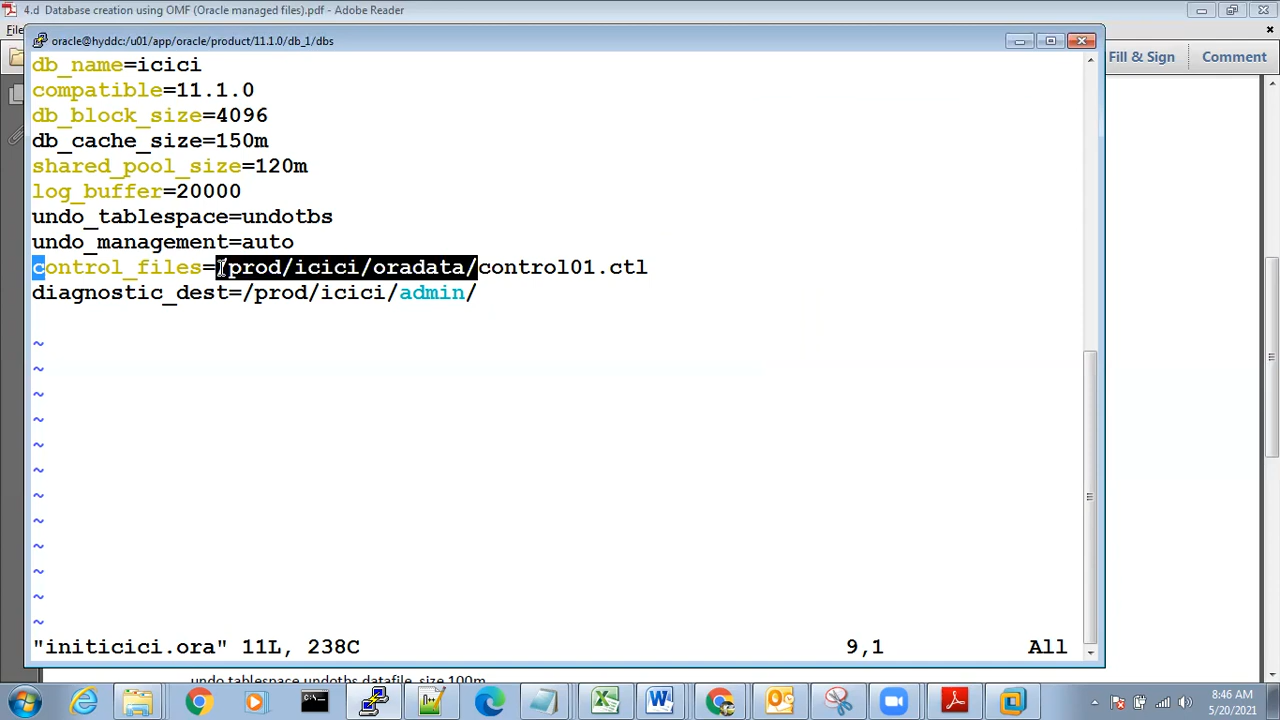 4.d Database creation using OMF (Oracle managed files).pdf - Adobe Reader
File
oracle@hyddc:/u01/app/oracle/product/11.1.0/db_1/dbs
Fill & Sign
Comment
db_name=icici
compatible=11.1.0
db_block_size=4096
db_cache_size=150m
shared_pool_size=120m
log_buffer=20000
undo_tablespace=undotbs
undo_management=auto
control_files=/prod/icici/oradata/control01.ctl
diagnostic_dest=/prod/icici/admin/
~
~
~
~
~
~
~
~
~
~
~
~
"initicici.ora" 11L, 238C
9,1
All
undo tablespace undotbs datafile size 100m
8:46 AM
5/20/2021